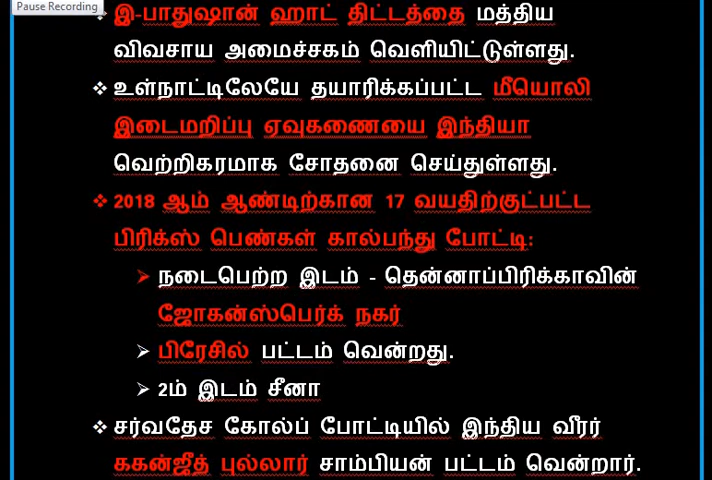 Pause Recording
❖ இ-பாதுஷான் ஹாட் திட்டத்தை மத்திய
விவசாய அமைச்சகம் வெளியிட்டுள்ளது.
❖ உள்நாட்டிலேயே தயாரிக்கப்பட்ட மீயொலி
இடைமறிப்பு ஏவுகணையை இந்தியா
வெற்றிகரமாக சோதனை செய்துள்ளது.
❖ 2018 ஆம் ஆண்டிற்கான 17 வயதிற்குட்பட்ட
பிரிக்ஸ் பெண்கள் கால்பந்து போட்டி:
➢ நடைபெற்ற இடம் - தென்னாப்பிரிக்காவின்
ஜோகன்ஸ்பெர்க் நகர்
➢ பிரேசில் பட்டம் வென்றது.
➢ 2ம் இடம் சீனா
❖ சர்வதேச கோல்ப் போட்டியில் இந்திய வீரர்
ககன்ஜீத் புல்லார் சாம்பியன் பட்டம் வென்றார்.